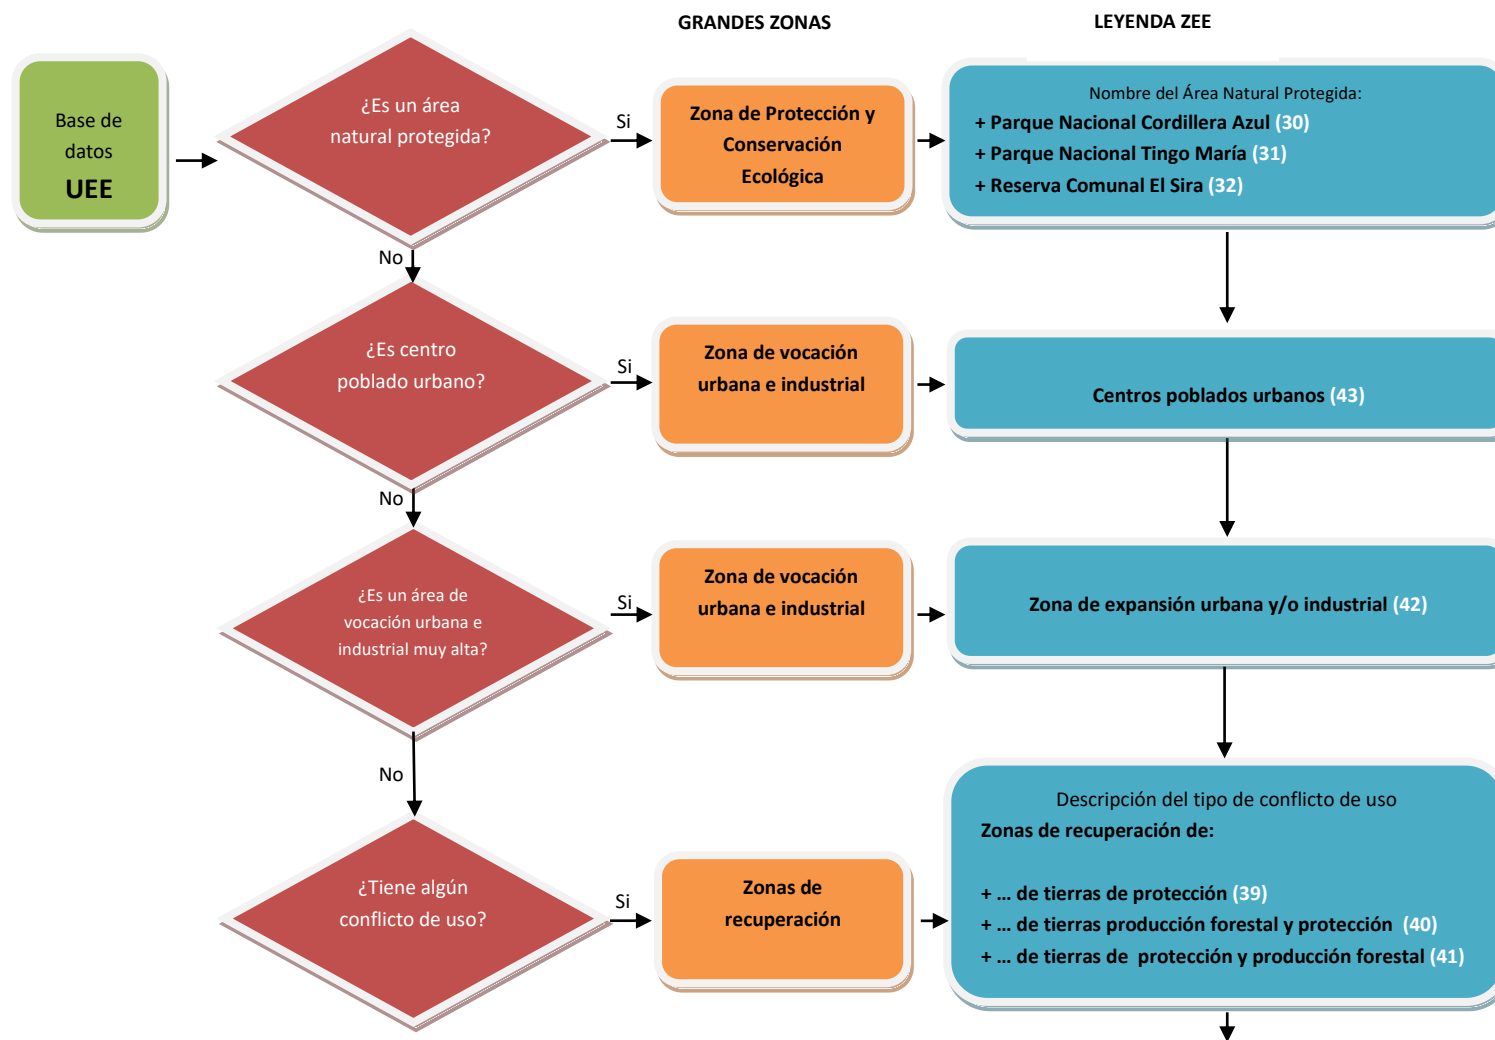 GRANDES ZONAS
LEYENDA ZEE
Base de
datos
UEE
¿Es un área
natural protegida?
Si
Zona de Protección y
Conservación
Ecológica
Nombre del Área Natural Protegida:
+ Parque Nacional Cordillera Azul (30)
+ Parque Nacional Tingo María (31)
+ Reserva Comunal El Sira (32)
No
¿Es centro
poblado urbano?
Si
Zona de vocación
urbana e industrial
Centros poblados urbanos (43)
No
¿Es un área de
vocación urbana e
industrial muy alta?
Si
Zona de vocación
urbana e industrial
Zona de expansión urbana y/o industrial (42)
No
¿Tiene algún
conflicto de uso?
Si
Zonas de
recuperación
Descripción del tipo de conflicto de uso
Zonas de recuperación de:
+ ... de tierras de protección (39)
+ ... de tierras producción forestal y protección (40)
+ ... de tierras de protección y producción forestal (41)